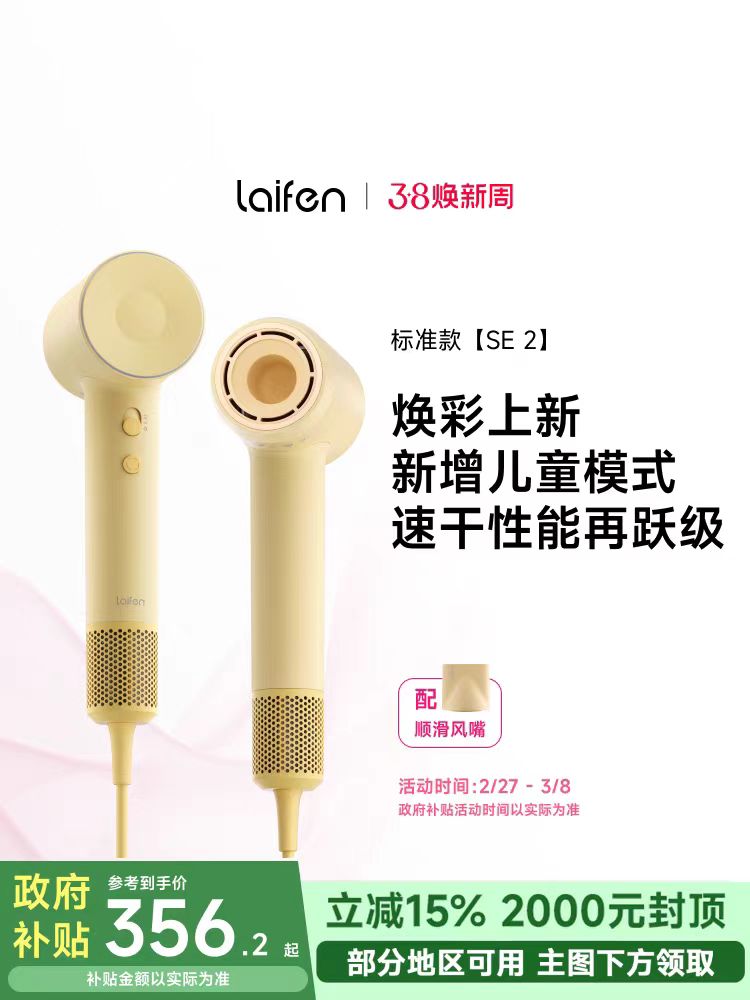 laifen | 3.8焕新周
标准款【SE 2】
焕彩上新
新增儿童模式
速干性能再跃级
laifen
配
顺滑风嘴
活动时间:2/27 - 3/8
政府补贴活动时间以实际为准
政府
补贴
参考到手价
356.2 起
补贴金额以实际为准
立减15% 2000元封顶
部分地区可用 主图下方领取